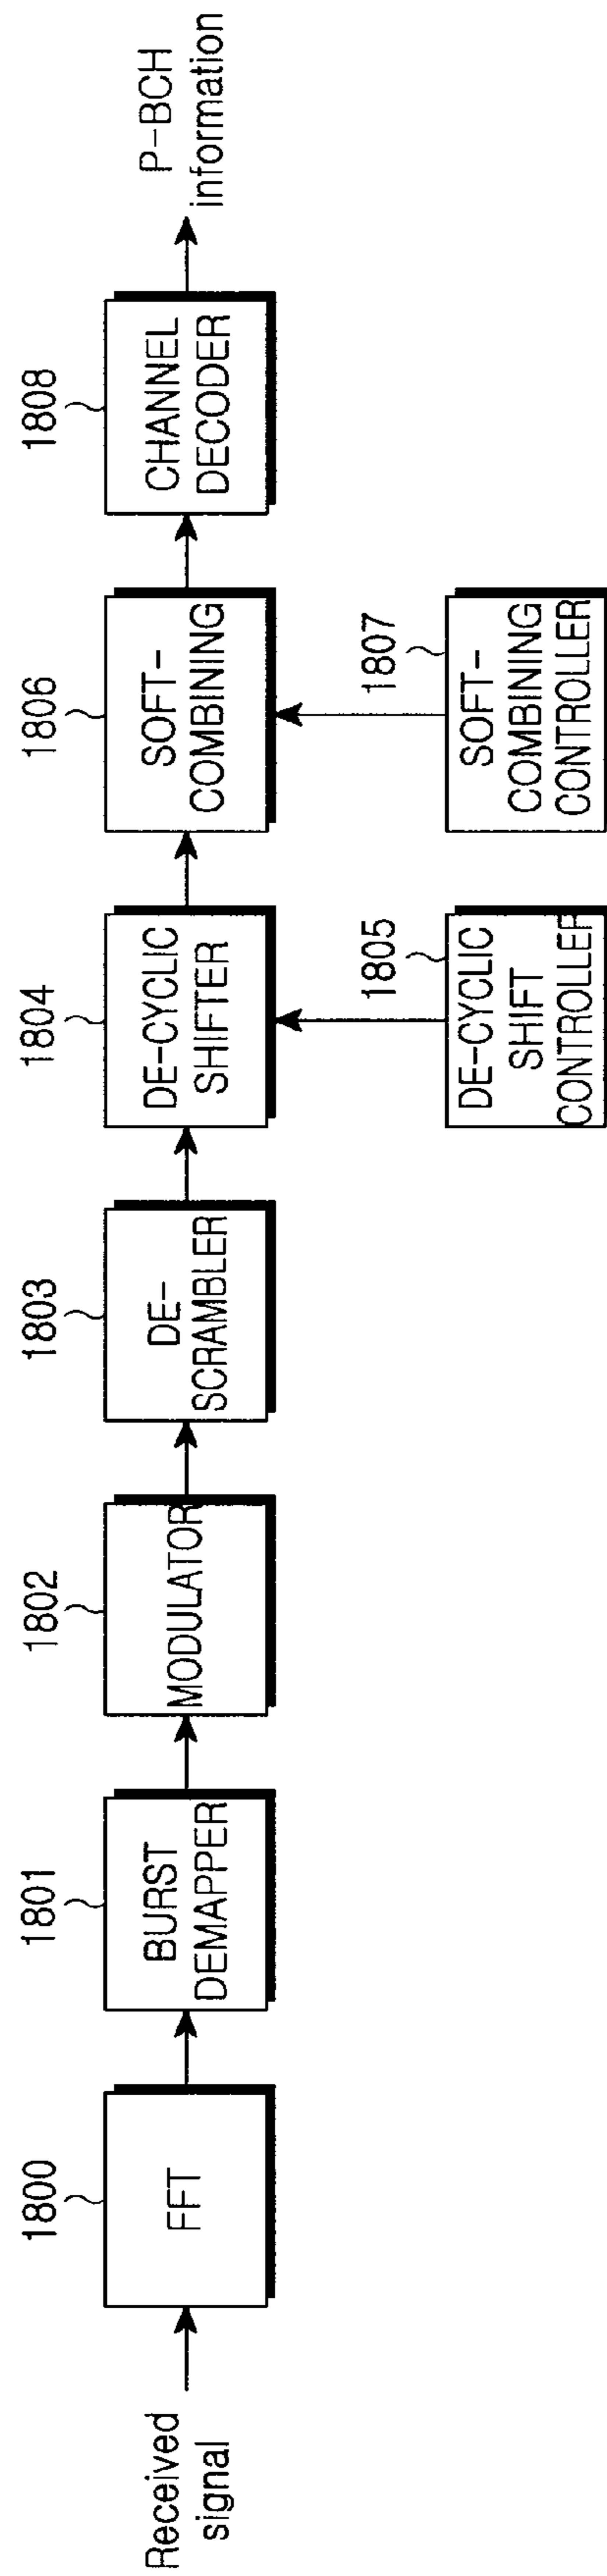 Received
signal
1800
FFT
1801
BURST
DEMAPPER
1802
MODULATOR
1803
DE-
SCRAMBLER
1804
DE-CYCLIC
SHIFTER
1805
DE-CYCLIC
SHIFT
CONTROLLER
1806
SOFT-
COMBINING
1807
SOFT-
COMBINING
CONTROLLER
1808
CHANNEL
DECODER
P-BCH
information